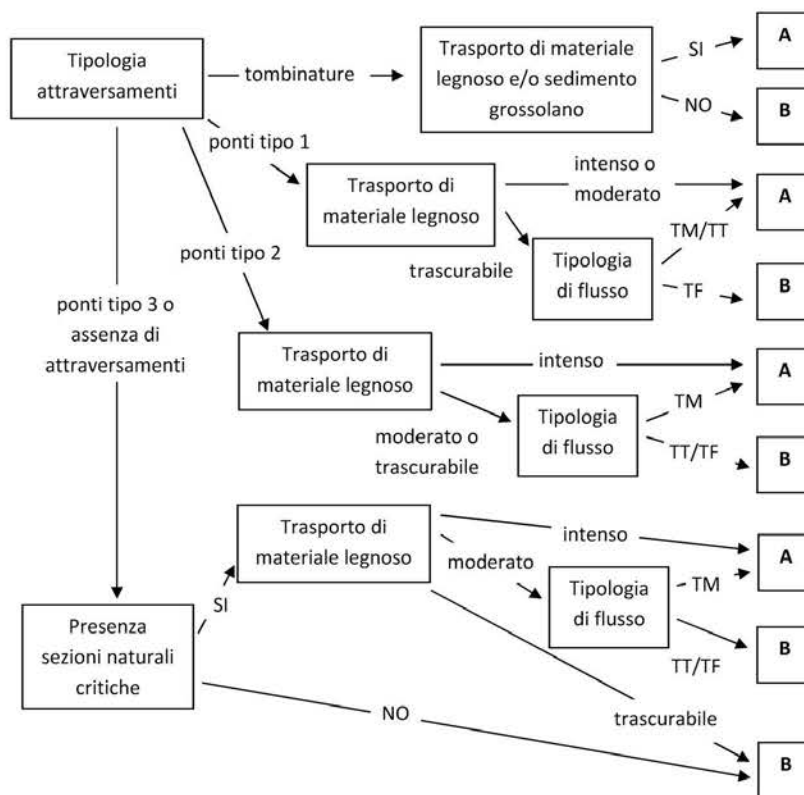 Tipologia
attraversamenti
tombinature
Trasporto di materiale
legnoso e/o sedimento
grossolano
SI
A
NO
B
ponti tipo 1
Trasporto di
materiale legnoso
intenso o
moderato
A
trascurabile
Tipologia
di flusso
TM/TT
TF
B
ponti tipo 2
Trasporto di
materiale legnoso
intenso
A
moderato o
trascurabile
Tipologia
di flusso
TM
TT/TF
B
ponti tipo 3 o
assenza di
attraversamenti
Presenza
sezioni naturali
critiche
SI
Trasporto di
materiale legnoso
intenso
A
moderato
Tipologia
di flusso
TM
TT/TF
B
trascurabile
NO
B